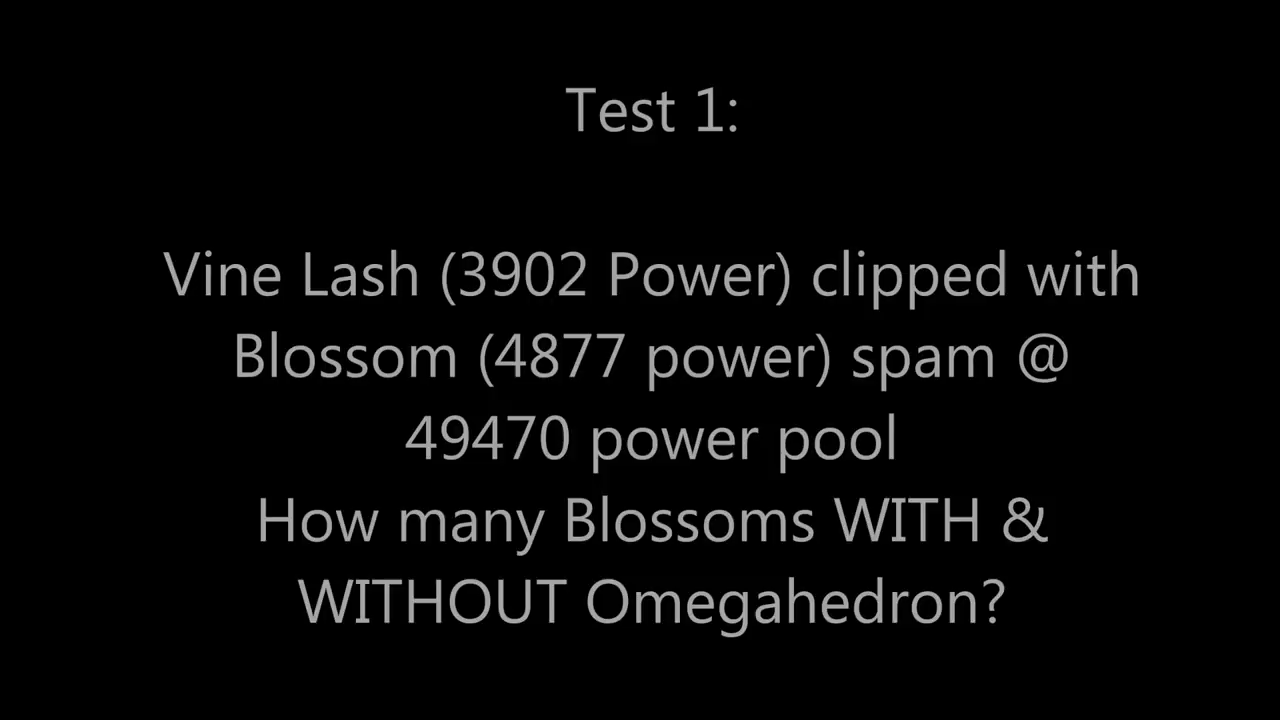 Test 1:
Vine Lash (3902 Power) clipped with
Blossom (4877 power) spam @
49470 power pool
How many Blossoms WITH &
WITHOUT Omegahedron?